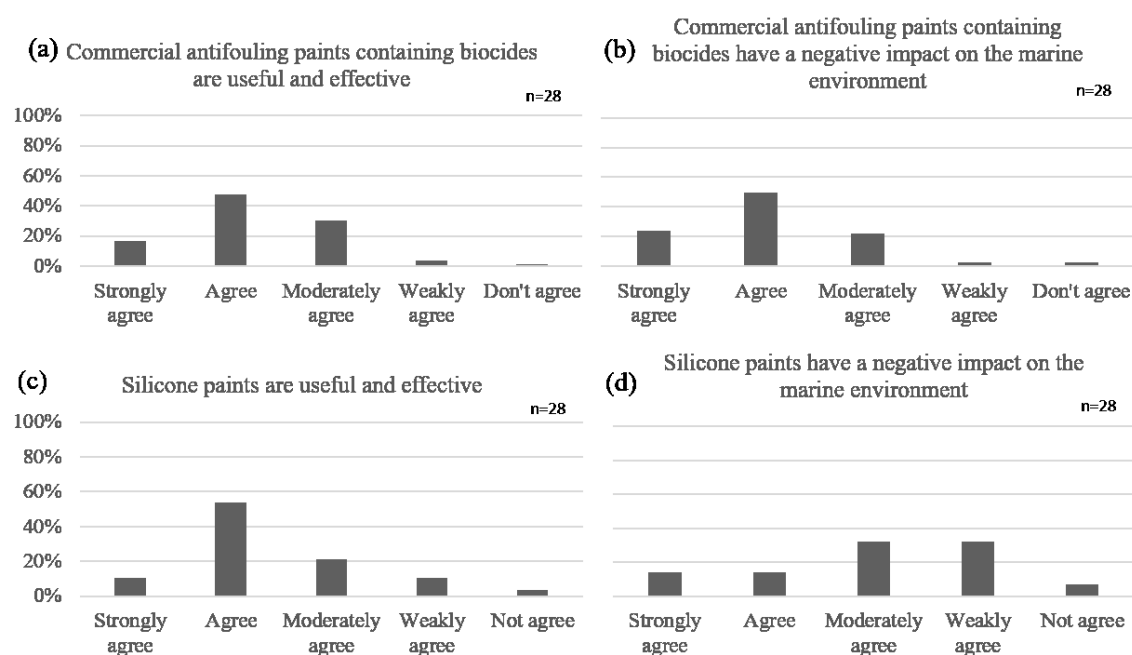 (a) Commercial antifouling paints containing biocides
are useful and effective
n=28
100%
80%
60%
40%
20%
0%
Strongly agree
Agree
Moderately agree
Weakly agree
Don't agree
(b) Commercial antifouling paints containing
biocides have a negative impact on the marine
environment
n=28
Strongly agree
Agree
Moderately agree
Weakly agree
Don't agree
(c) Silicone paints are useful and effective
n=28
100%
80%
60%
40%
20%
0%
Strongly agree
Agree
Moderately agree
Weakly agree
Not agree
(d) Silicone paints have a negative impact on the
marine environment
n=28
Strongly agree
Agree
Moderately agree
Weakly agree
Not agree